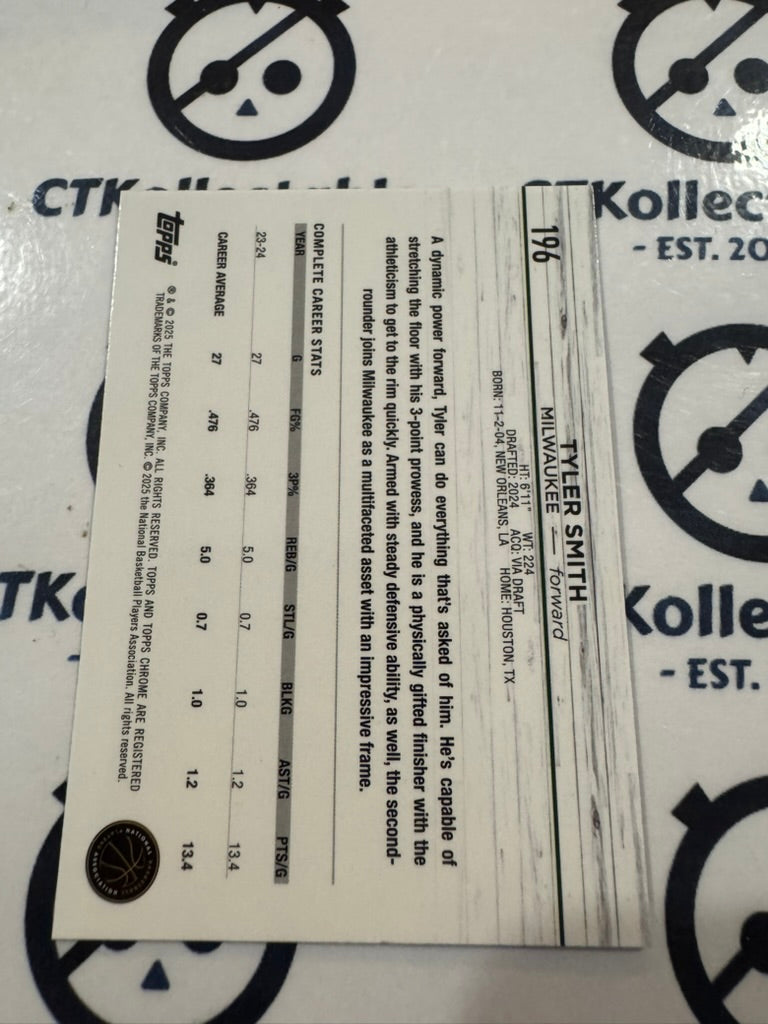 CTKollectabl
Kollec
- EST. 20
196
TYLER SMITH
MILWAUKEE — forward
HT: 6'11" WT: 224
DRAFTED: 2024 ACQ: VIA DRAFT
BORN: 11-2-04, NEW ORLEANS, LA HOME: HOUSTON, TX
A dynamic power forward, Tyler can do everything that's asked of him. He's capable of
stretching the floor with his 3-point prowess, and he is a physically gifted finisher with the
athleticism to get to the rim quickly. Armed with steady defensive ability, as well, the second-
rounder joins Milwaukee as a multifaceted asset with an impressive frame.
COMPLETE CAREER STATS
YEAR G FG% 3P% REB/G STL/G BLKG AST/G PTS/G
23-24 27 .476 .364 5.0 0.7 1.0 1.2 13.4
CAREER AVERAGE 27 .476 .364 5.0 0.7 1.0 1.2 13.4
topps
® & © 2025 THE TOPPS COMPANY, INC. ALL RIGHTS RESERVED. TOPPS AND TOPPS CHROME ARE REGISTERED
TRADEMARKS OF THE TOPPS COMPANY, INC. © 2025 the National Basketball Players Association. All rights reserved.
NATIONAL BASKETBALL
ASSOCIATION
TK
Kolle
- EST.